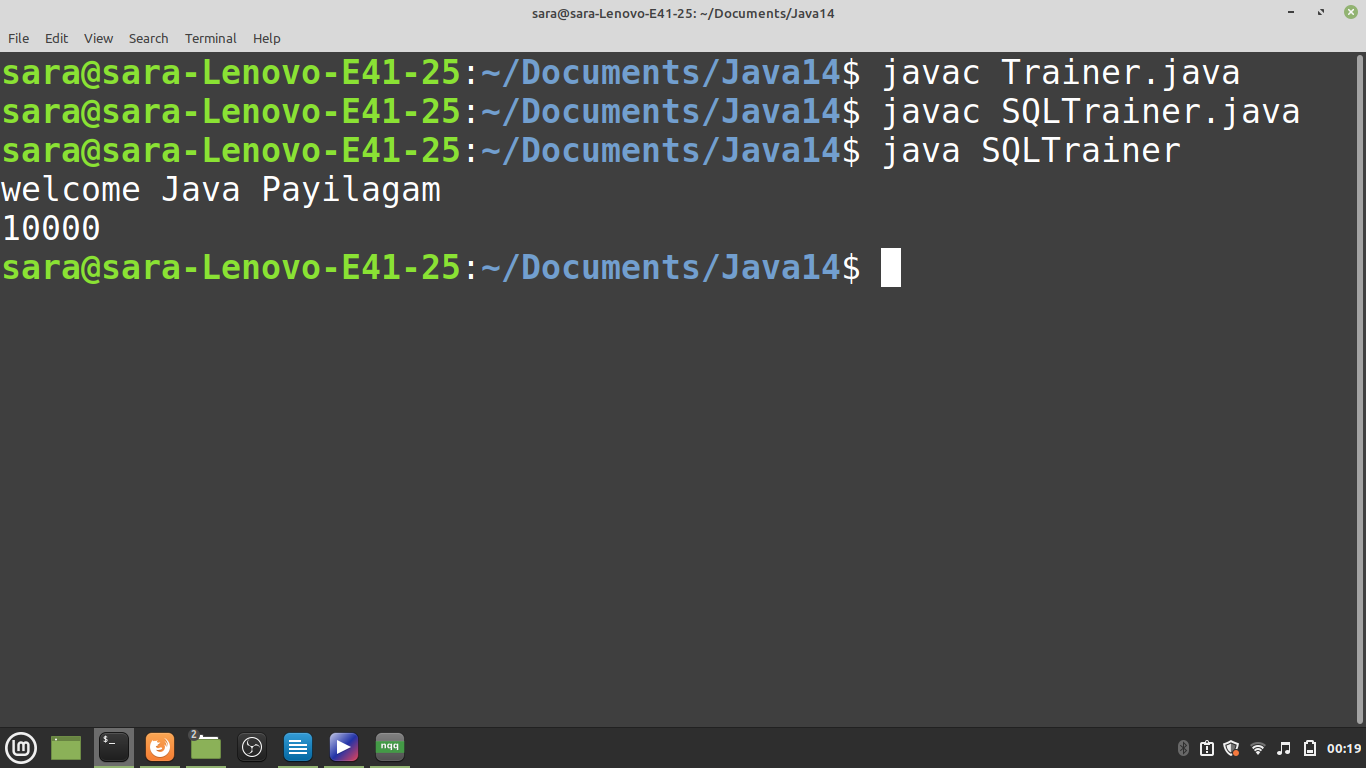 sara@sara-Lenovo-E41-25: ~/Documents/Java14
File Edit View Search Terminal Help
sara@sara-Lenovo-E41-25:~/Documents/Java14$ javac Trainer.java
sara@sara-Lenovo-E41-25:~/Documents/Java14$ javac SQLTrainer.java
sara@sara-Lenovo-E41-25:~/Documents/Java14$ java SQLTrainer
welcome Java Payilagam
10000
sara@sara-Lenovo-E41-25:~/Documents/Java14$
$_ 2 nqq 00:19